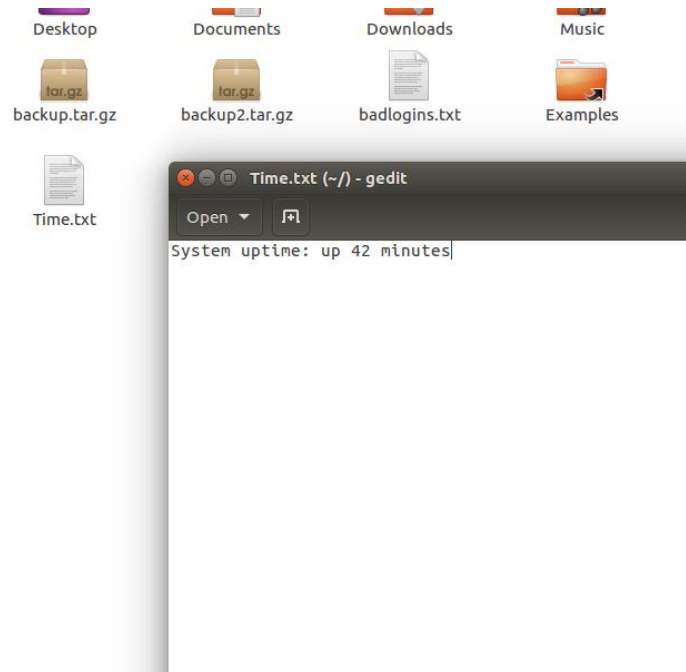 Desktop Documents Downloads Music
tar.gz tar.gz
backup.tar.gz backup2.tar.gz badlogins.txt Examples
Time.txt
Time.txt (~/) - gedit
Open
System uptime: up 42 minutes